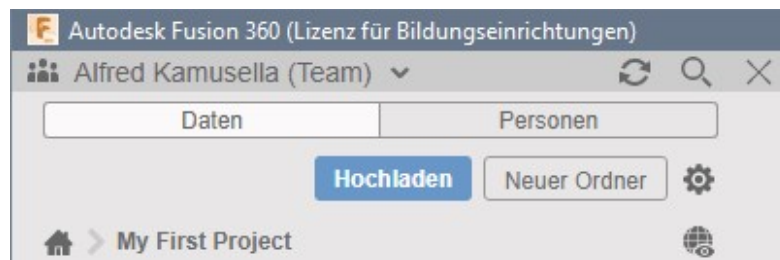 Autodesk Fusion 360 (Lizenz für Bildungseinrichtungen)
Alfred Kamusella (Team)
Daten Personen
Hochladen Neuer Ordner
My First Project